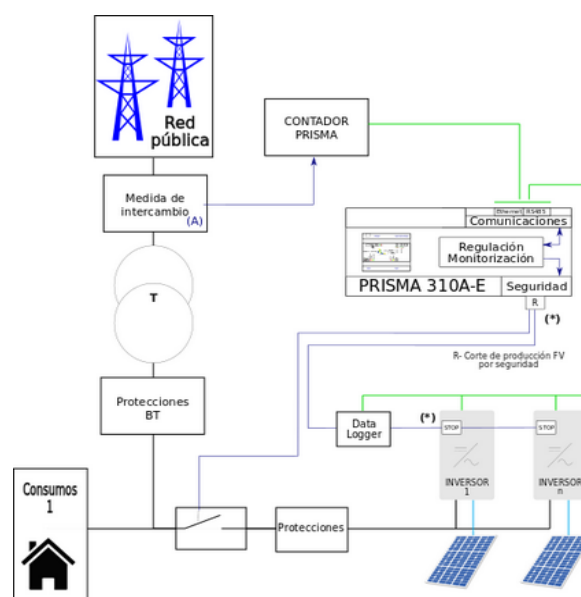 Red
pública
CONTADOR
PRISMA
Medida de
intercambio (A)
Ethernet RS485
Comunicaciones
Regulación
Monitorización
PRISMA 310A-E
Seguridad
T
R
(*)
R- Corte de producción FV
por seguridad
Protecciones
BT
Data
Logger
(*)
STOP
STOP
INVERSOR
1
INVERSOR
n
Consumos
1
Protecciones